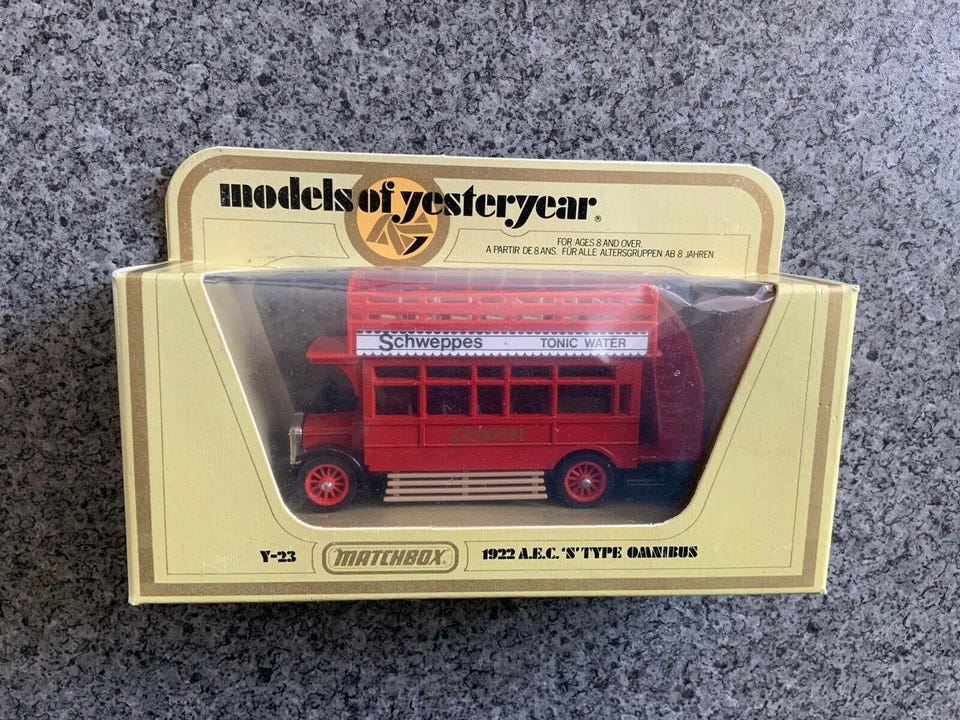 models of yesteryear®
FOR AGES 8 AND OVER.
A PARTIR DE 8 ANS. FÜR ALLE ALTERSGRUPPEN AB 8 JAHREN.
Schweppes TONIC WATER
GENERAL
Y-23 MATCHBOX® 1922 A.E.C. 'S' TYPE OMNIBUS